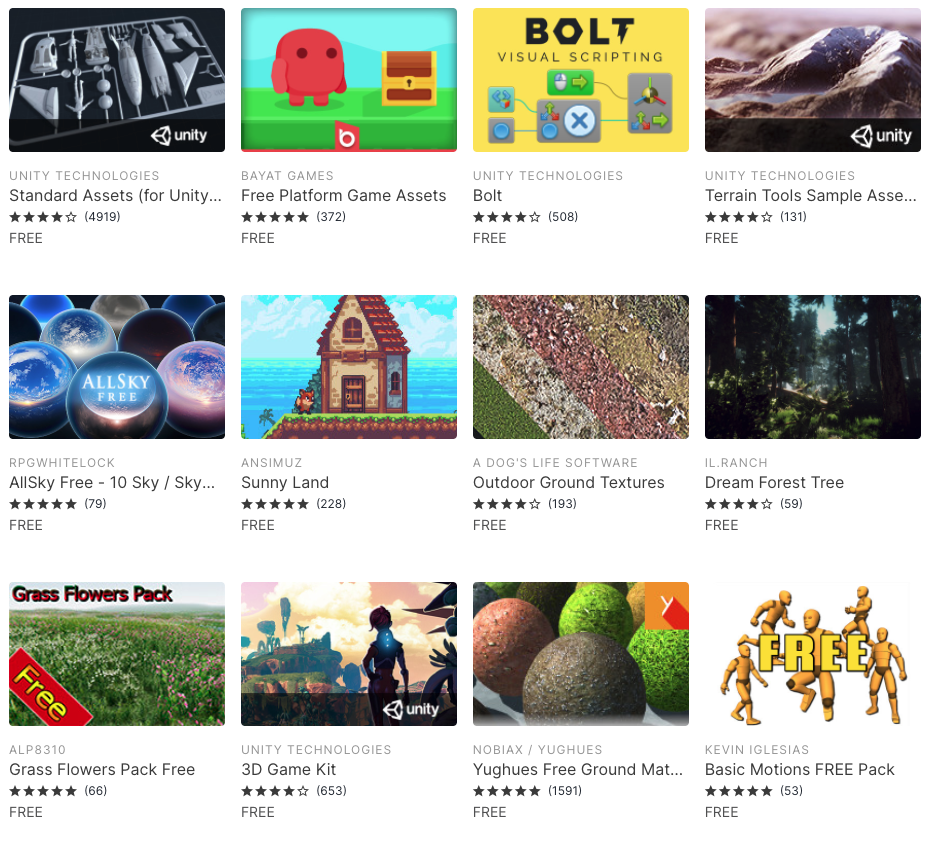 unity
b
BOLT
VISUAL SCRIPTING
unity
UNITY TECHNOLOGIES
Standard Assets (for Unity...
(4919)
FREE
BAYAT GAMES
Free Platform Game Assets
(372)
FREE
UNITY TECHNOLOGIES
Bolt
(508)
FREE
UNITY TECHNOLOGIES
Terrain Tools Sample Asse...
(131)
FREE
ALLSKY
FREE
RPGWHITELOCK
AllSky Free - 10 Sky / Sky...
(79)
FREE
ANSIMUZ
Sunny Land
(228)
FREE
A DOG'S LIFE SOFTWARE
Outdoor Ground Textures
(193)
FREE
IL.RANCH
Dream Forest Tree
(59)
FREE
Grass Flowers Pack
Free
unity
Y
FREE
ALP8310
Grass Flowers Pack Free
(66)
FREE
UNITY TECHNOLOGIES
3D Game Kit
(653)
FREE
NOBIAX / YUGHUES
Yughues Free Ground Mat...
(1591)
FREE
KEVIN IGLESIAS
Basic Motions FREE Pack
(53)
FREE